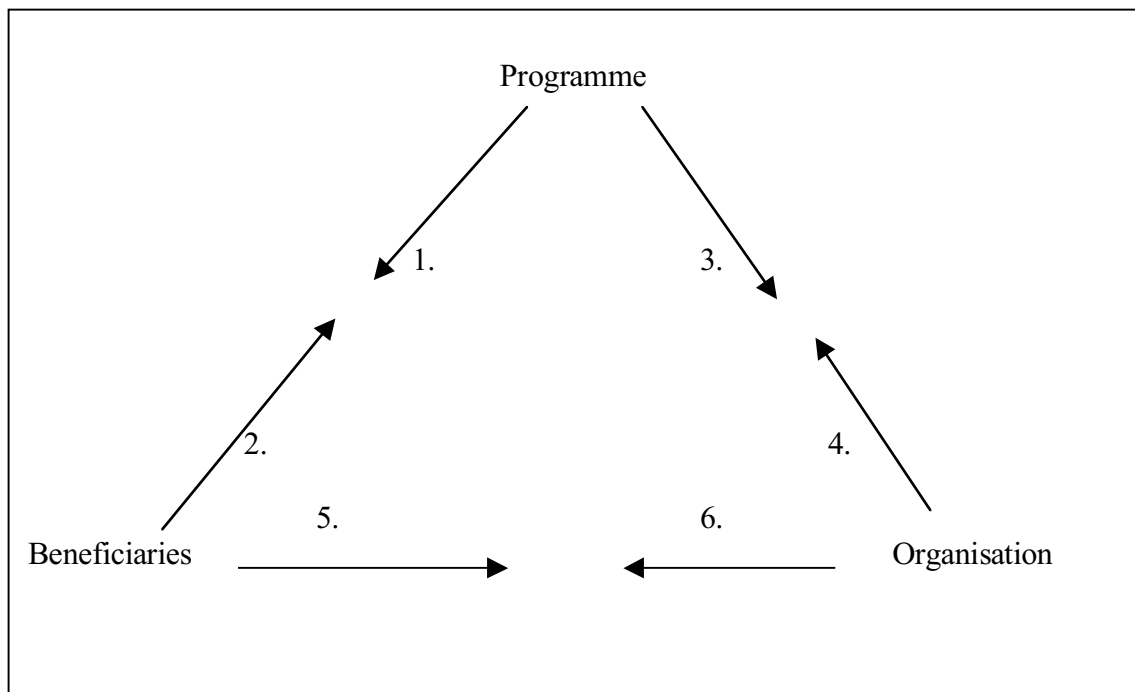 Programme
1.
3.
2.
4.
5.
6.
Beneficiaries
Organisation